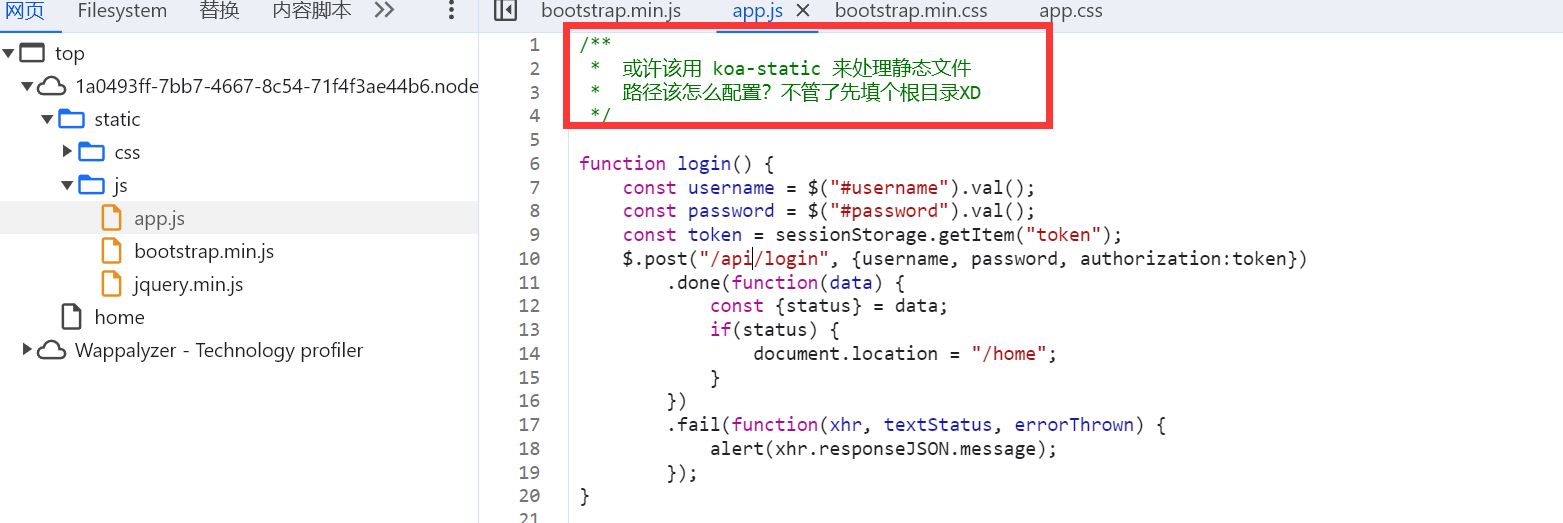 网页 Filesystem 替换 内容脚本
bootstrap.min.js app.js bootstrap.min.css app.css
top
1a0493ff-7bb7-4667-8c54-71f4f3ae44b6.node
static
css
js
app.js
bootstrap.min.js
jquery.min.js
home
Wappalyzer - Technology profiler
1 /**
2 * 或许该用 koa-static 来处理静态文件
3 * 路径该怎么配置？不管了先填个根目录XD
4 */
5
6 function login() {
7 const username = $("#username").val();
8 const password = $("#password").val();
9 const token = sessionStorage.getItem("token");
10 $.post("/api/login", {username, password, authorization:token})
11 .done(function(data) {
12 const {status} = data;
13 if(status) {
14 document.location = "/home";
15 }
16 })
17 .fail(function(xhr, textStatus, errorThrown) {
18 alert(xhr.responseJSON.message);
19 });
20 }
21